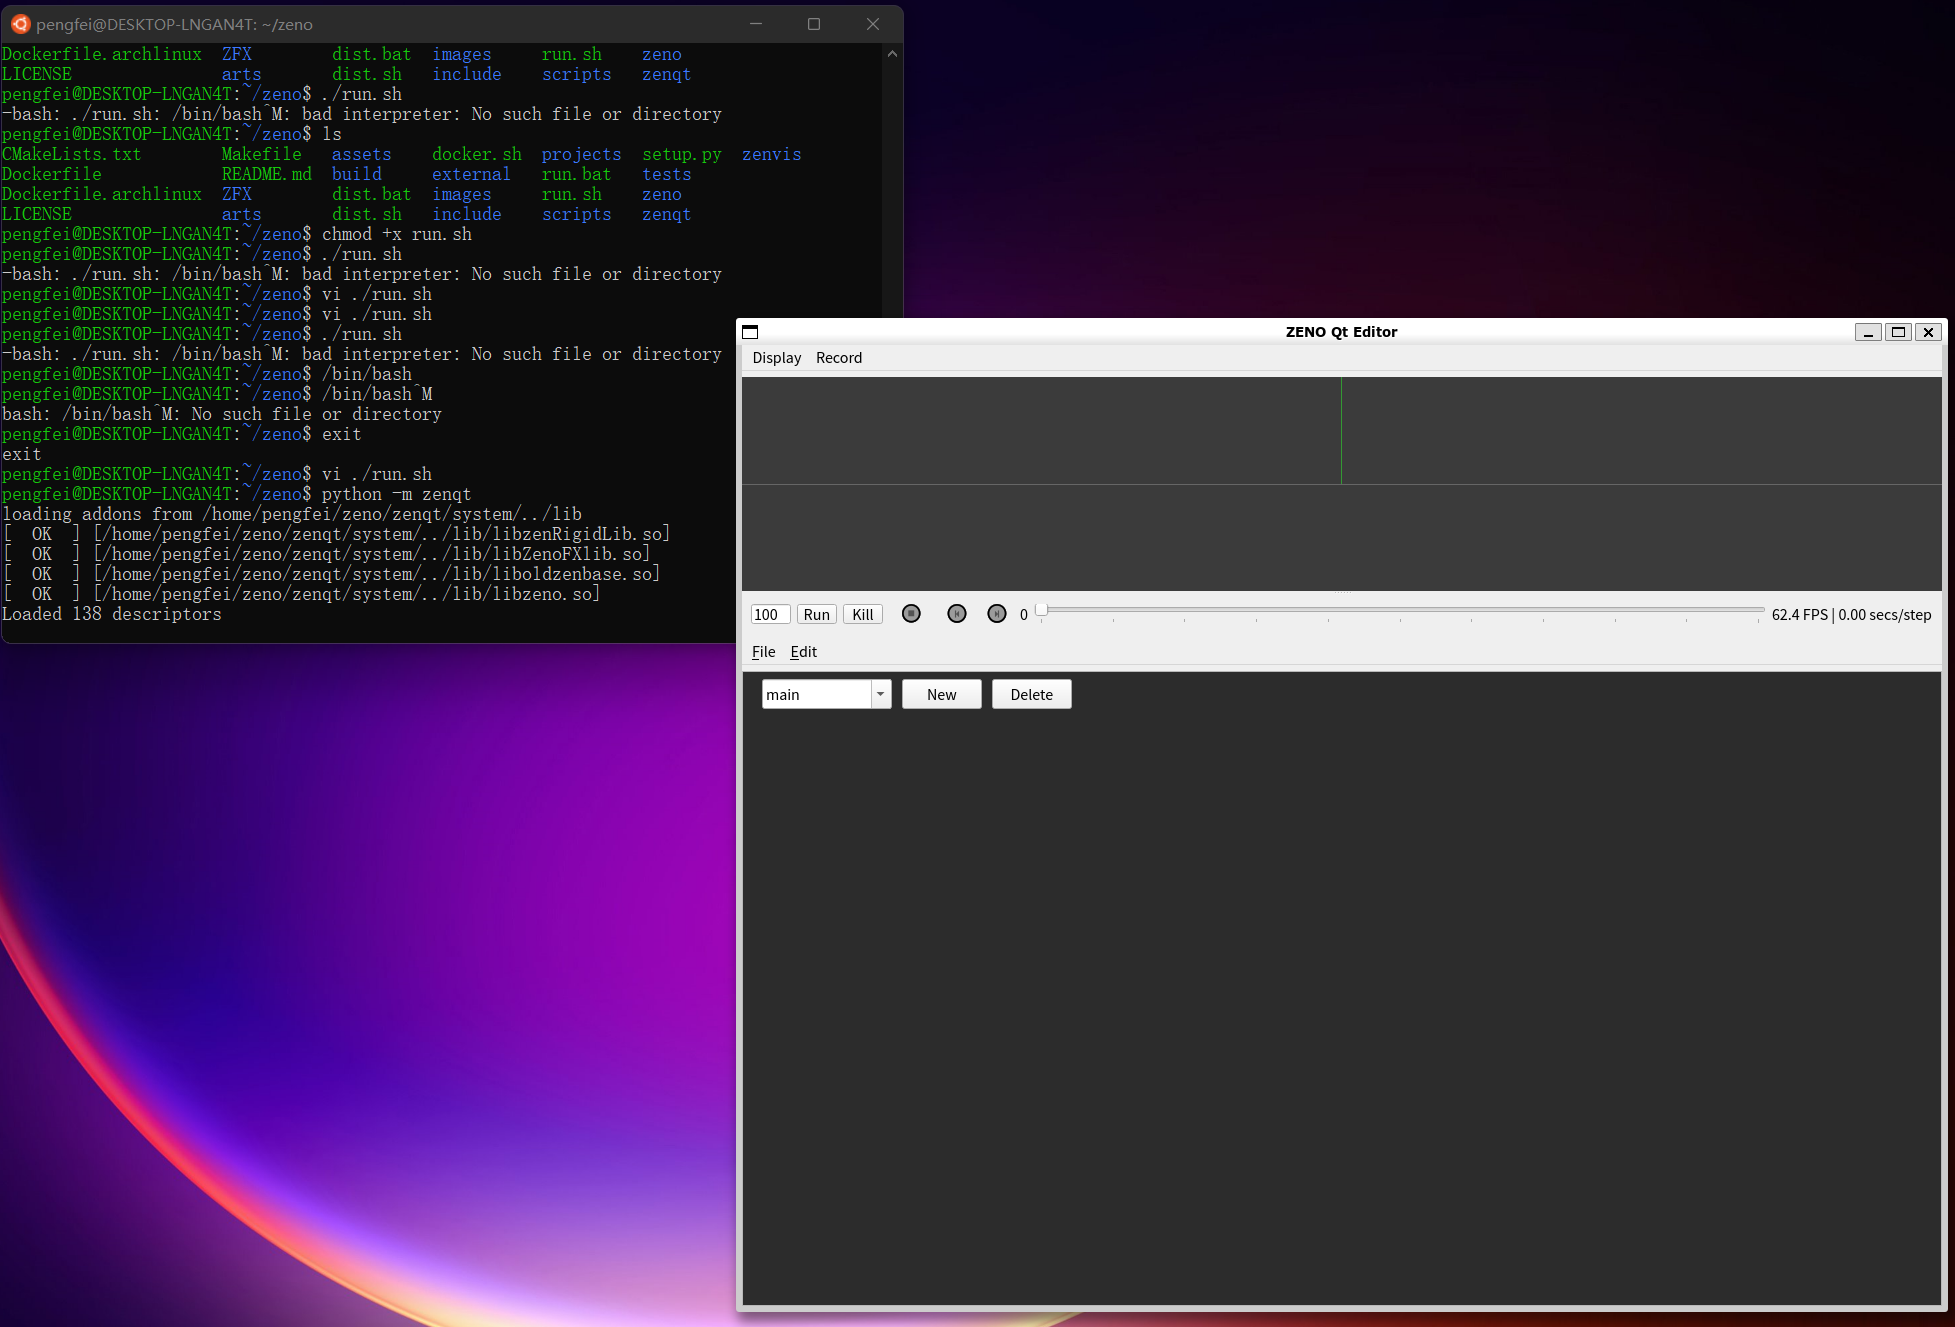 pengfei@DESKTOP-LNGAN4T: ~/zeno
Dockerfile.archlinux ZFX dist.bat images run.sh zeno
LICENSE arts dist.sh include scripts zenqt
pengfei@DESKTOP-LNGAN4T:~/zeno$ ./run.sh
-bash: ./run.sh: /bin/bash^M: bad interpreter: No such file or directory
pengfei@DESKTOP-LNGAN4T:~/zeno$ ls
CMakeLists.txt Makefile assets docker.sh projects setup.py zenvis
Dockerfile README.md build external run.bat tests
Dockerfile.archlinux ZFX dist.bat images run.sh zeno
LICENSE arts dist.sh include scripts zenqt
pengfei@DESKTOP-LNGAN4T:~/zeno$ chmod +x run.sh
pengfei@DESKTOP-LNGAN4T:~/zeno$ ./run.sh
-bash: ./run.sh: /bin/bash^M: bad interpreter: No such file or directory
pengfei@DESKTOP-LNGAN4T:~/zeno$ vi ./run.sh
pengfei@DESKTOP-LNGAN4T:~/zeno$ vi ./run.sh
pengfei@DESKTOP-LNGAN4T:~/zeno$ ./run.sh
-bash: ./run.sh: /bin/bash^M: bad interpreter: No such file or directory
pengfei@DESKTOP-LNGAN4T:~/zeno$ /bin/bash
pengfei@DESKTOP-LNGAN4T:~/zeno$ /bin/bash^M
bash: /bin/bash^M: No such file or directory
pengfei@DESKTOP-LNGAN4T:~/zeno$ exit
exit
pengfei@DESKTOP-LNGAN4T:~/zeno$ vi ./run.sh
pengfei@DESKTOP-LNGAN4T:~/zeno$ python -m zenqt
loading addons from /home/pengfei/zeno/zenqt/system/../lib
[  OK  ] [/home/pengfei/zeno/zenqt/system/../lib/libzenRigidLib.so]
[  OK  ] [/home/pengfei/zeno/zenqt/system/../lib/libZenoFXlib.so]
[  OK  ] [/home/pengfei/zeno/zenqt/system/../lib/liboldzenbase.so]
[  OK  ] [/home/pengfei/zeno/zenqt/system/../lib/libzeno.so]
Loaded 138 descriptors
ZENO Qt Editor
Display Record
100 Run Kill 0 62.4 FPS | 0.00 secs/step
File Edit
main New Delete